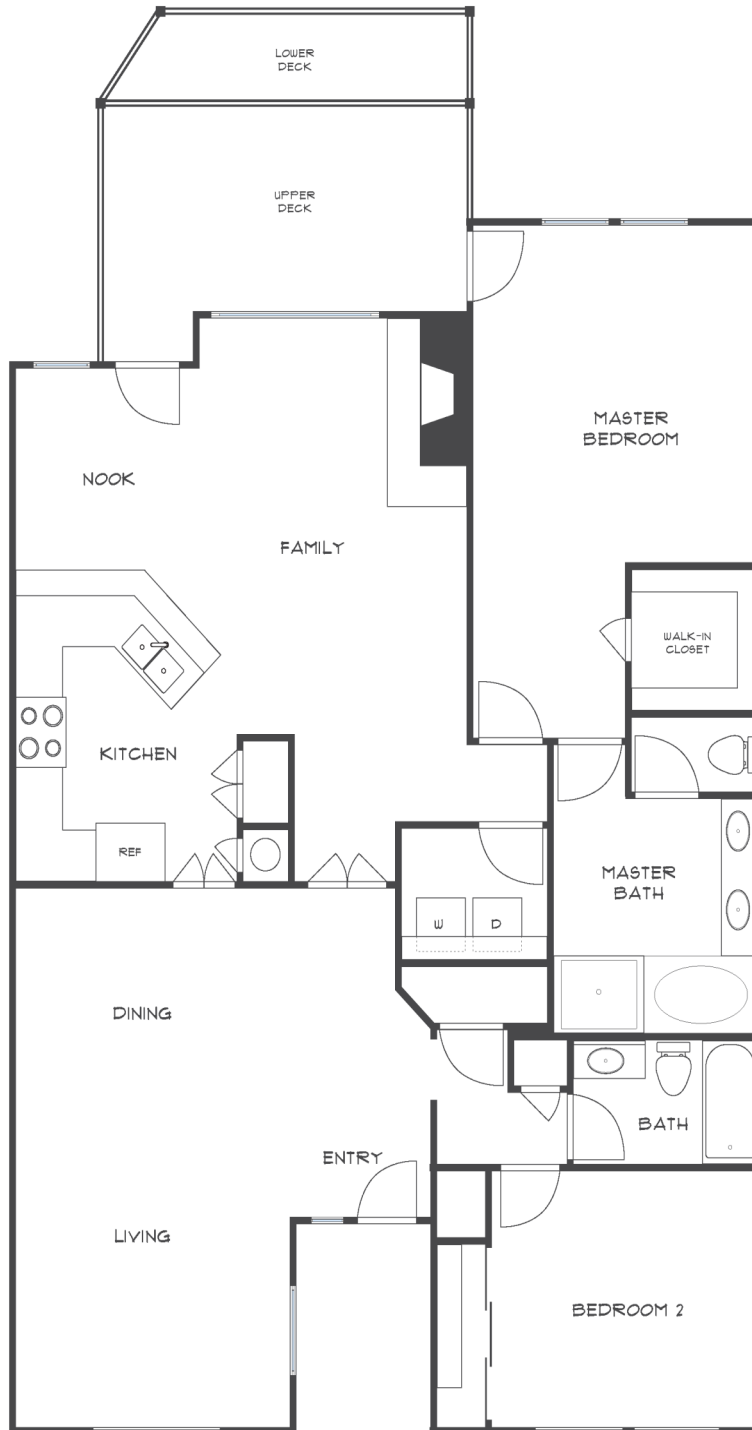 LOWER
DECK
UPPER
DECK
MASTER
BEDROOM
NOOK
FAMILY
WALK-IN
CLOSET
KITCHEN
REF
MASTER
BATH
W D
DINING
BATH
ENTRY
LIVING
BEDROOM 2